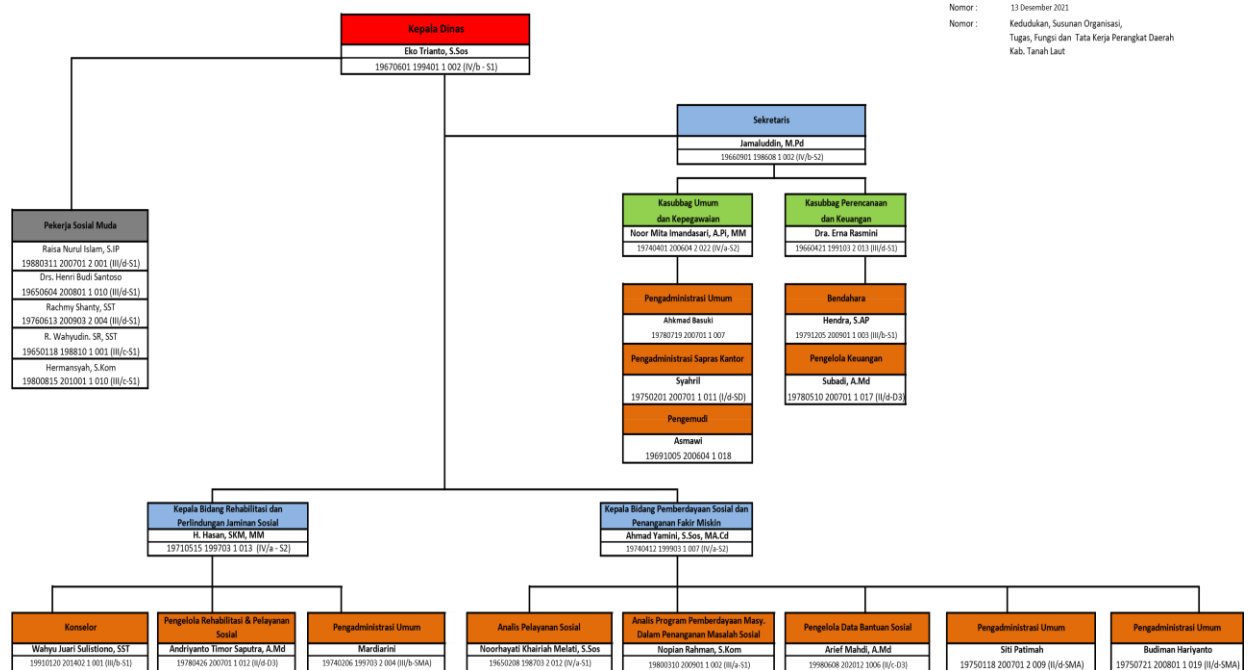 Nomor : 13 Desember 2021
Nomor : Kedudukan, Susunan Organisasi,
Tugas, Fungsi dan Tata Kerja Perangkat Daerah
Kab. Tanah Laut
Kepala Dinas
Eko Trianto, S.Sos
19670601 199401 1 002 (IV/b - S1)
Sekretaris
Jamaluddin, M.Pd
19660901 198608 1 002 (IV/b-S2)
Pekerja Sosial Muda
Raisa Nurul Islam, S.IP
19880311 200701 2 001 (III/d-S1)
Drs. Henri Budi Santoso
19650604 200801 1 010 (III/d-S1)
Rachmy Shanty, SST
19760613 200903 2 004 (III/d-S1)
R. Wahyudin. SR, SST
19650118 198810 1 001 (III/c-S1)
Hermansyah, S.Kom
19800815 201001 1 010 (III/c-S1)
Kasubbag Umum
dan Kepegawaian
Noor Mita Imandasari, A.Pi, MM
19740401 200604 2 022 (IV/a-S2)
Kasubbag Perencanaan
dan Keuangan
Dra. Erna Rasmini
19660421 199103 2 013 (III/d-S1)
Pengadministrasi Umum
Ahkmad Basuki
19780719 200701 1 007
Pengadministrasi Sapras Kantor
Syahril
19750201 200701 1 011 (I/d-SD)
Pengemudi
Asmawi
19691005 200604 1 018
Bendahara
Hendra, S.AP
19791205 200901 1 003 (III/b-S1)
Pengelola Keuangan
Subadi, A.Md
19780510 200701 1 017 (II/d-D3)
Kepala Bidang Rehabilitasi dan
Perlindungan Jaminan Sosial
H. Hasan, SKM, MM
19710515 199703 1 013 (IV/a - S2)
Kepala Bidang Pemberdayaan Sosial dan
Penanganan Fakir Miskin
Ahmad Yamini, S.Sos, MA.Cd
19740412 199903 1 007 (IV/a-S2)
Konselor
Wahyu Juari Sulistiono, SST
19910120 201402 1 001 (III/b-S1)
Pengelola Rehabilitasi & Pelayanan
Sosial
Andriyanto Timor Saputra, A.Md
19780426 200701 1 012 (II/d-D3)
Pengadministrasi Umum
Mardiarini
19740206 199703 2 004 (III/b-SMA)
Analis Pelayanan Sosial
Noorhayati Khairiah Melati, S.Sos
19650208 198703 2 012 (IV/a-S1)
Analis Program Pemberdayaan Masy.
Dalam Penanganan Masalah Sosial
Nopian Rahman, S.Kom
19800310 200901 1 002 (III/a-S1)
Pengelola Data Bantuan Sosial
Arief Mahdi, A.Md
19980608 202012 1006 (II/c-D3)
Pengadministrasi Umum
Siti Patimah
19750118 200701 2 009 (II/d-SMA)
Pengadministrasi Umum
Budiman Hariyanto
19750721 200801 1 019 (II/d-SMA)